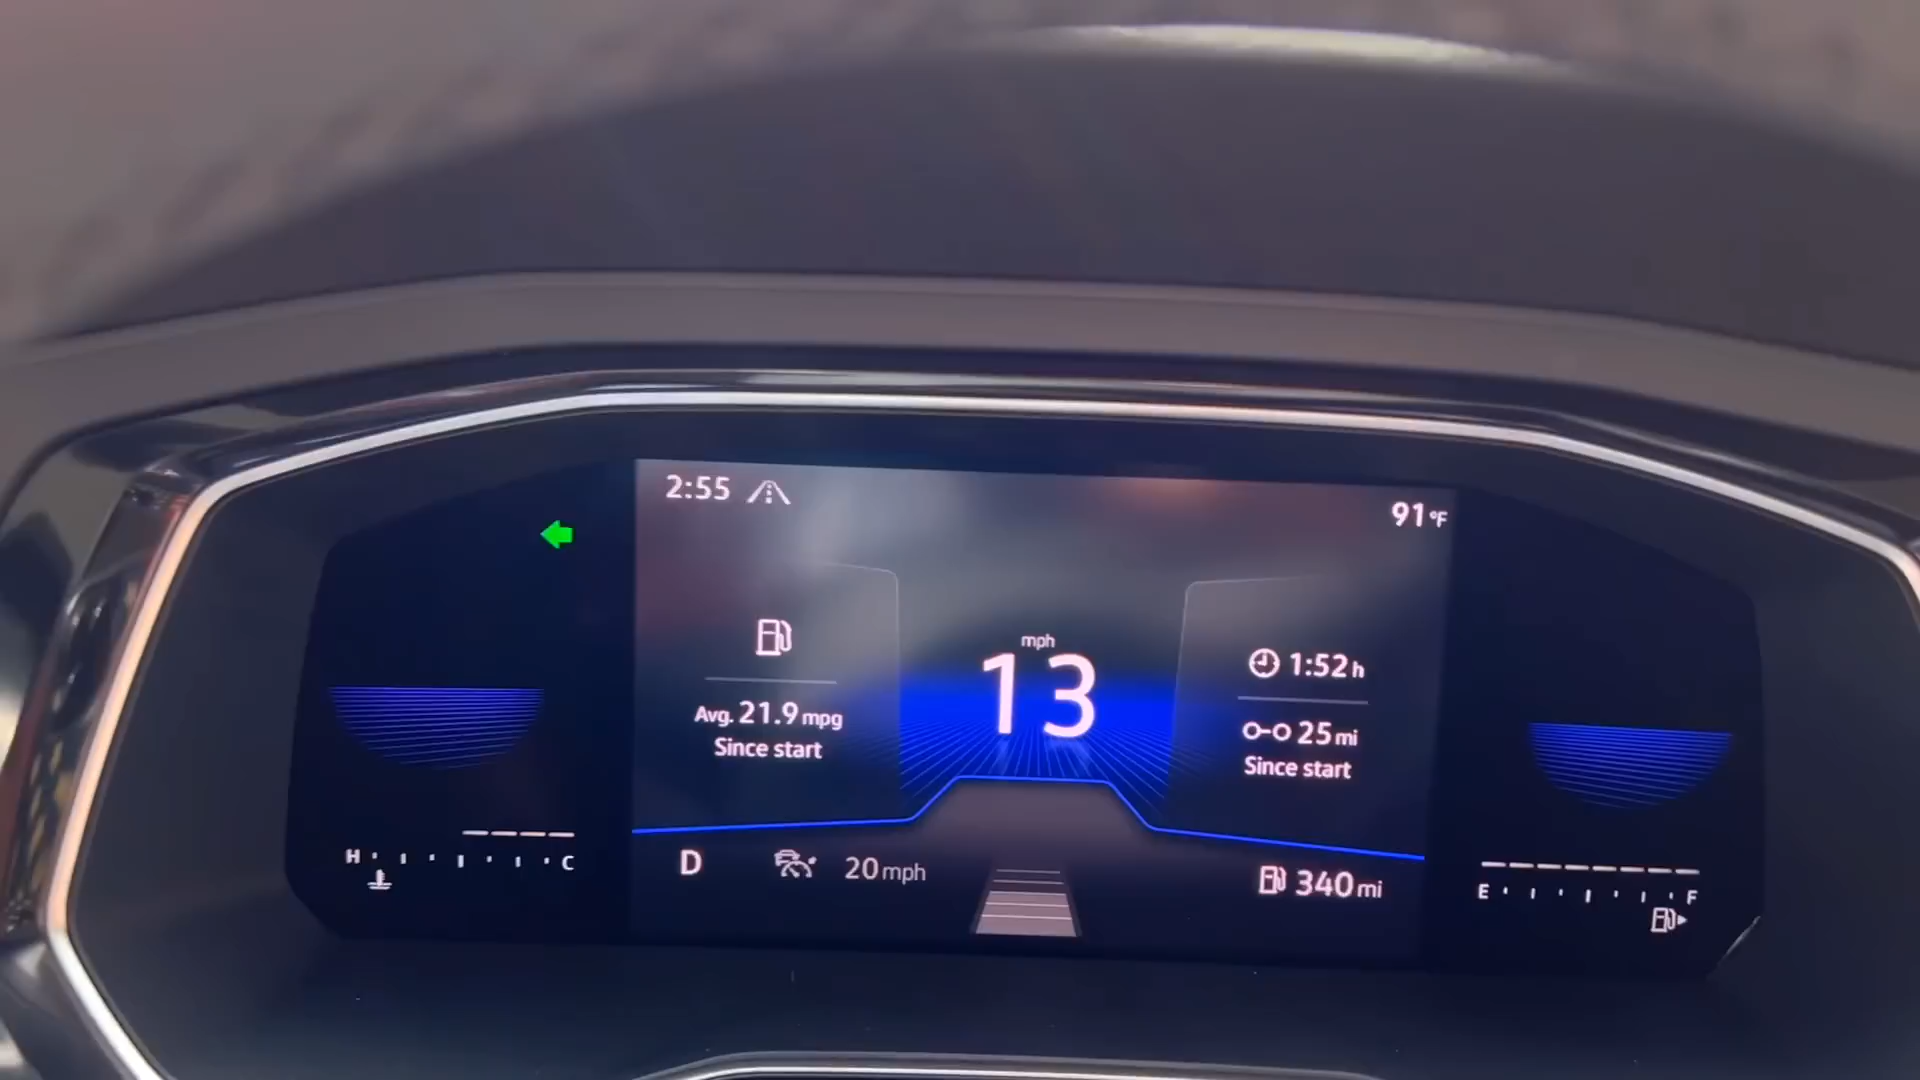 2:55
91°F
mph
13
Avg. 21.9 mpg
Since start
1:52 h
25 mi
Since start
H C
D 20 mph
340 mi
E F